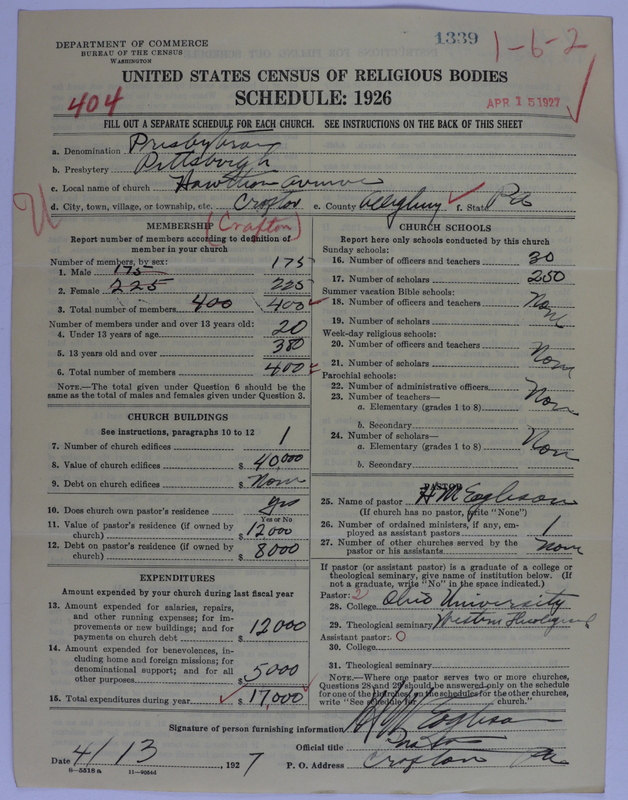 1339
1-6-2
DEPARTMENT OF COMMERCE
BUREAU OF THE CENSUS
WASHINGTON
UNITED STATES CENSUS OF RELIGIOUS BODIES
404
SCHEDULE: 1926
APR 15 1927
FILL OUT A SEPARATE SCHEDULE FOR EACH CHURCH. SEE INSTRUCTIONS ON THE BACK OF THIS SHEET
a. Denomination
b. Presbytery Pittsburgh
c. Local name of church Hawthorn Avenue
d. City, town, village, or township, etc. Crafton e. County Allegheny f. State Pa
U
(Crafton)
MEMBERSHIP
Report number of members according to definition of member in your church
Number of members, by sex:
1. Male 175 175
2. Female 225 225
3. Total number of members 400 400
Number of members under and over 13 years old:
4. Under 13 years of age 20
5. 13 years old and over 380
6. Total number of members 400
NOTE.—The total given under Question 6 should be the same as the total of males and females given under Question 3.
CHURCH BUILDINGS
See instructions, paragraphs 10 to 12
7. Number of church edifices 1
8. Value of church edifices $ 40,000
9. Debt on church edifices $ None
10. Does church own pastor's residence yes
Yes or No
11. Value of pastor's residence (if owned by church) $ 12000
12. Debt on pastor's residence (if owned by church) $ 8000
EXPENDITURES
Amount expended by your church during last fiscal year
13. Amount expended for salaries, repairs, and other running expenses; for improvements or new buildings; and for payments on church debt $ 12000
14. Amount expended for benevolences, including home and foreign missions; for denominational support; and for all other purposes $ 5000
15. Total expenditures during year $ 17,000
CHURCH SCHOOLS
Report here only schools conducted by this church
Sunday schools:
16. Number of officers and teachers 30
17. Number of scholars 250
Summer vacation Bible schools:
18. Number of officers and teachers None
19. Number of scholars
Week-day religious schools:
20. Number of officers and teachers None
21. Number of scholars
Parochial schools:
22. Number of administrative officers None
23. Number of teachers—
a. Elementary (grades 1 to 8)
b. Secondary
24. Number of scholars— None
a. Elementary (grades 1 to 8)
b. Secondary
PASTOR
25. Name of pastor H M
(If church has no pastor, write "None")
26. Number of ordained ministers, if any, employed as assistant pastors 1
27. Number of other churches served by the pastor or his assistants None
If pastor (or assistant pastor) is a graduate of a college or theological seminary, give name of institution below. (If not a graduate, write "No" in the space indicated.)
Pastor: 2
28. College Ohio University
29. Theological seminary Western Theological
Assistant pastor: 0
30. College
31. Theological seminary
NOTE.—Where one pastor serves two or more churches, Questions 28 and 29 should be answered only on the schedule for one of the churches; on the schedules for the other churches, write "See schedule for church."
Signature of person furnishing information H M
Official title Pastor
Date 4/13 1927 P. O. Address Crafton Pa
8—5518 a 11—9054d